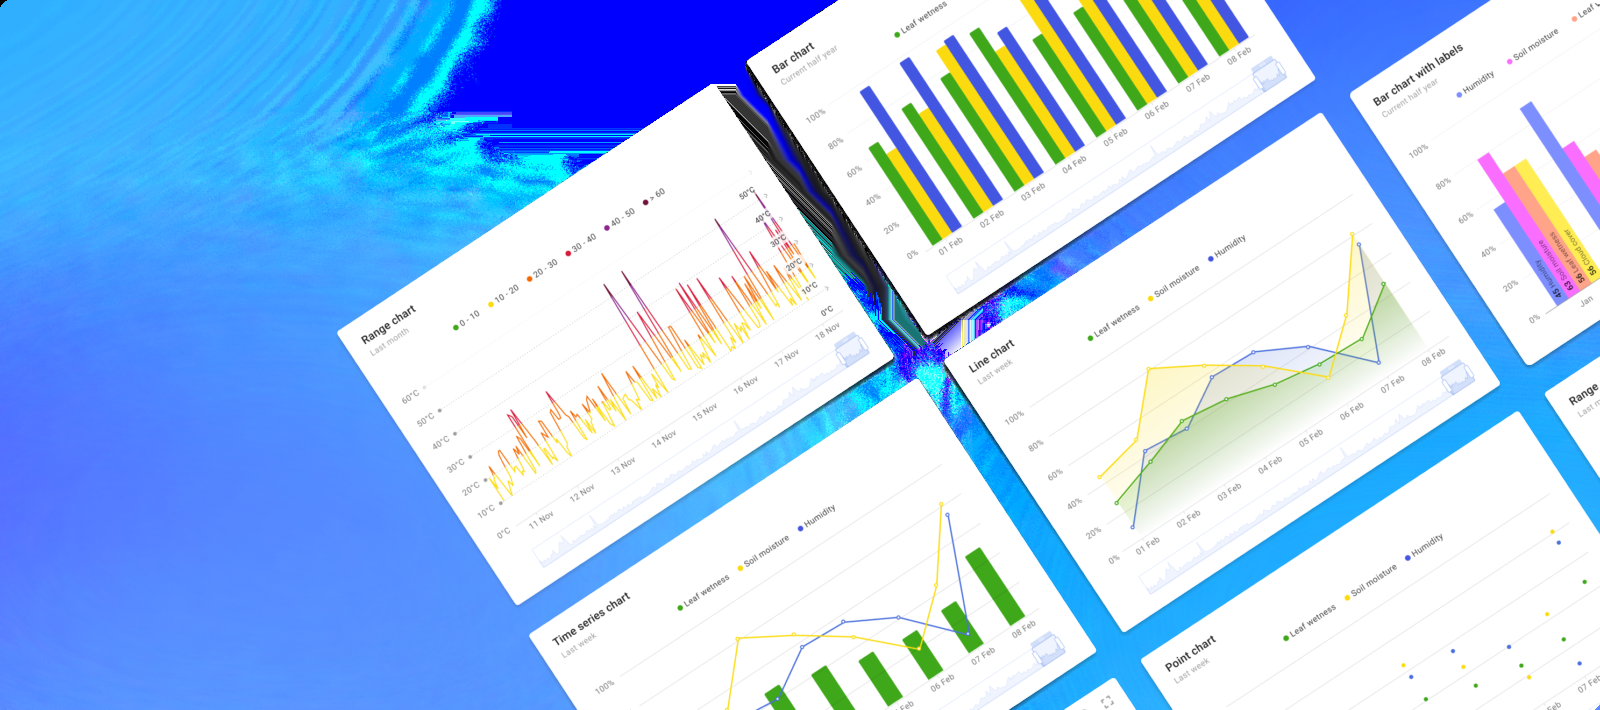 Bar chart
Current half year
Leaf wetness
100%
80%
60%
40%
20%
0%
01 Feb
02 Feb
03 Feb
04 Feb
05 Feb
06 Feb
07 Feb
08 Feb
Bar chart with labels
Current half year
Humidity
Soil moisture
100%
80%
60%
40%
20%
0%
45 Humidity
63 Soil moisture
56 Leaf wetness
56 Cloud cover
Jan
Range chart
Last month
0 - 10
10 - 20
20 - 30
30 - 40
40 - 50
> 60
60°C
50°C
40°C
30°C
20°C
10°C
0°C
50°C
40°C
30°C
20°C
10°C
0°C
11 Nov
12 Nov
13 Nov
14 Nov
15 Nov
16 Nov
17 Nov
18 Nov
Line chart
Last week
Leaf wetness
Soil moisture
Humidity
100%
80%
60%
40%
20%
0%
01 Feb
02 Feb
03 Feb
04 Feb
05 Feb
06 Feb
07 Feb
08 Feb
Range
Time series chart
Last week
Leaf wetness
Soil moisture
Humidity
100%
06 Feb
07 Feb
08 Feb
Point chart
Last week
Leaf wetness
Soil moisture
Humidity
07 Feb